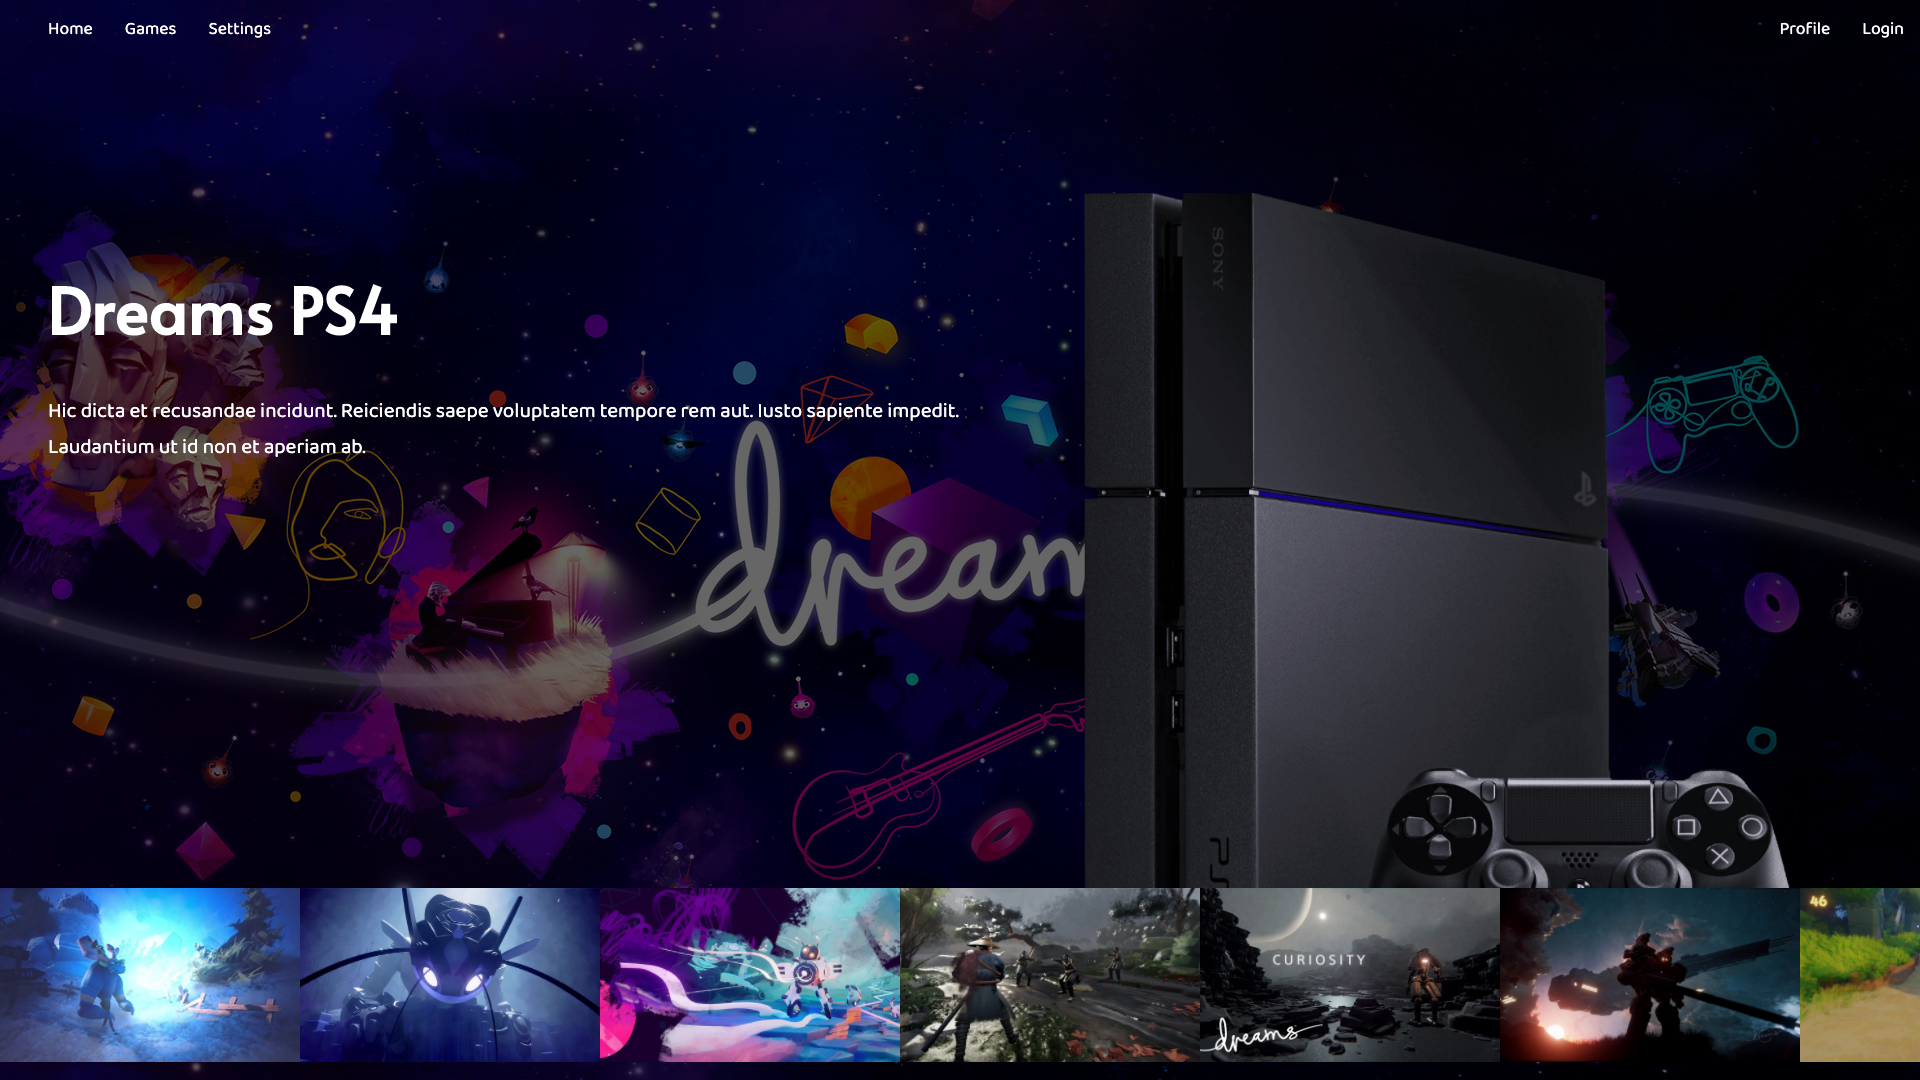 Home Games Settings Profile Login
SONY
Dreams PS4
Hic dicta et recusandae incidunt. Reiciendis saepe voluptatem tempore rem aut. Iusto sapiente impedit.
Laudantium ut id non et aperiam ab.
dream
46
CURIOSITY
dreams